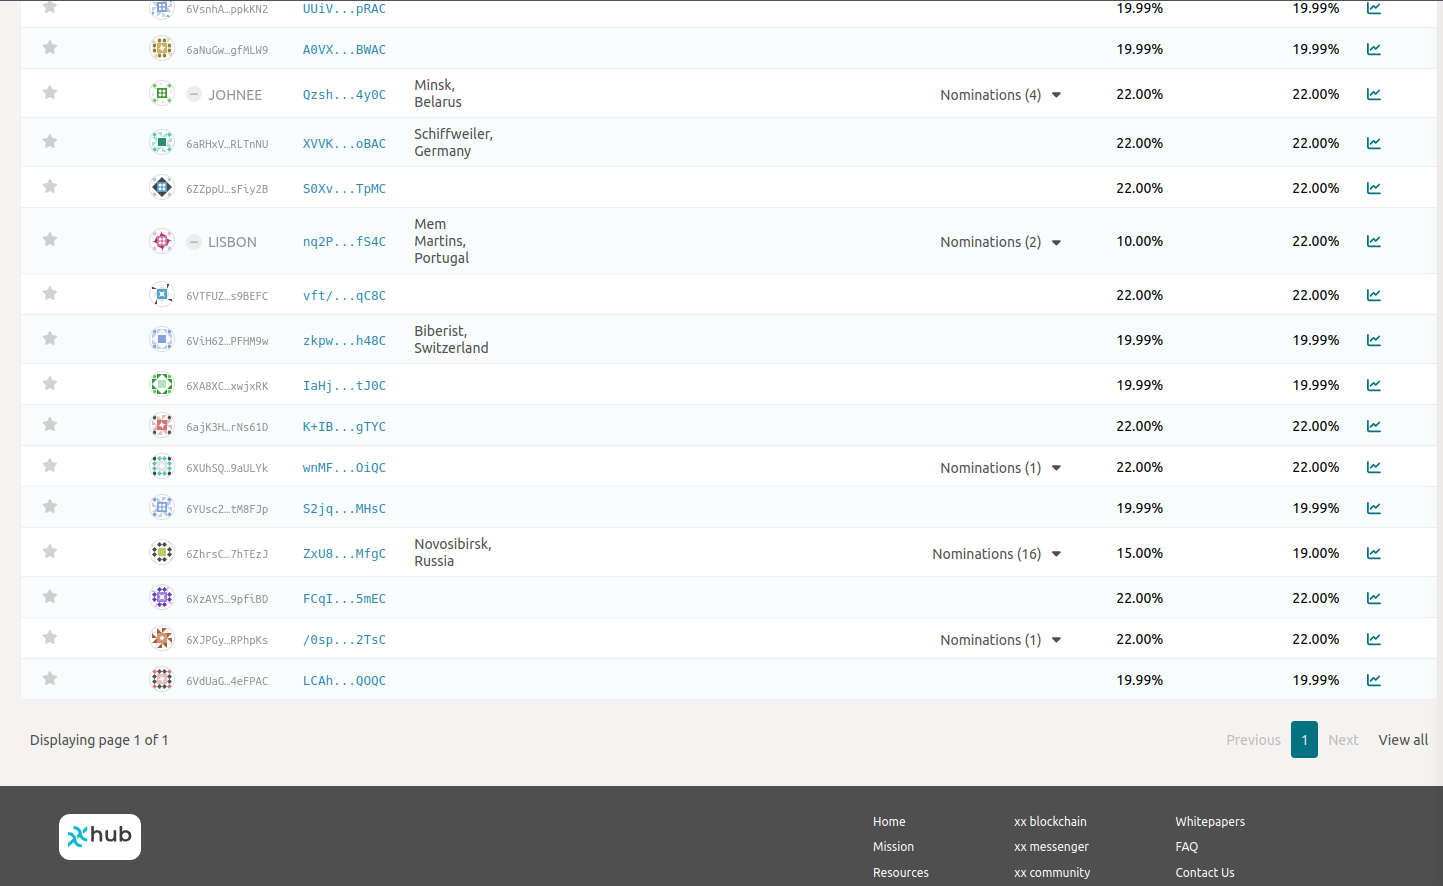 6VsnhA…ppkKN2 UUiV...pRAC 19.99% 19.99%
6aNuGw…gfMLW9 A0VX...BWAC 19.99% 19.99%
JOHNEE Qzsh...4y0C Minsk, Belarus Nominations (4) 22.00% 22.00%
6aRHxV…RLTnNU XVVK...oBAC Schiffweiler, Germany 22.00% 22.00%
6ZZppU…sFiy2B S0Xv...TpMC 22.00% 22.00%
LISBON nq2P...fS4C Mem Martins, Portugal Nominations (2) 10.00% 22.00%
6VTFUZ…s9BEFC vft/...qC8C 22.00% 22.00%
6ViH62…PFHM9w zkpw...h48C Biberist, Switzerland 19.99% 19.99%
6XA8XC…xwjxRK IaHj...tJ0C 19.99% 19.99%
6ajK3H…rNs61D K+IB...gTYC 22.00% 22.00%
6XUhSQ…9aULYk wnMF...OiQC Nominations (1) 22.00% 22.00%
6YUsc2…tM8FJp S2jq...MHsC 19.99% 19.99%
6ZhrsC…7hTEzJ ZxU8...MfgC Novosibirsk, Russia Nominations (16) 15.00% 19.00%
6XzAYS…9pfiBD FCqI...5mEC 22.00% 22.00%
6XJPGy…RPhpKs /0sp...2TsC Nominations (1) 22.00% 22.00%
6VdUaG…4eFPAC LCAh...QOQC 19.99% 19.99%
Displaying page 1 of 1 Previous 1 Next View all
xx hub
Home xx blockchain Whitepapers
Mission xx messenger FAQ
Resources xx community Contact Us